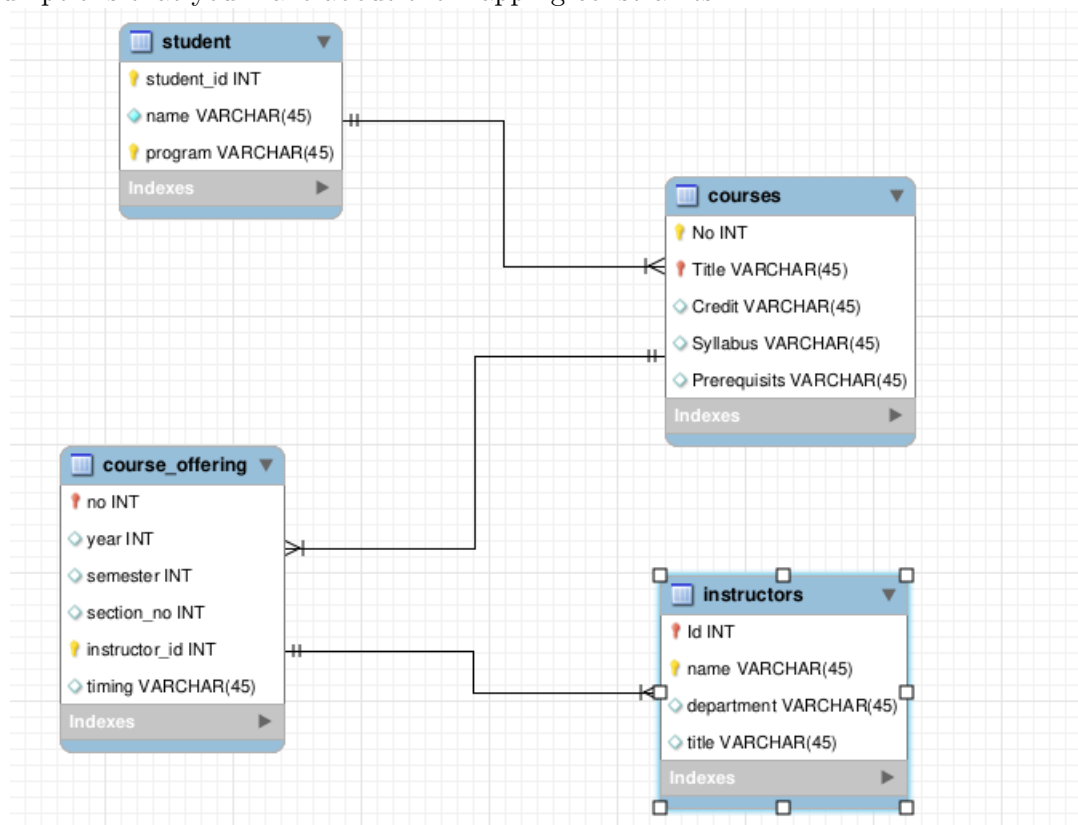 student
student_id INT
name VARCHAR(45)
program VARCHAR(45)
Indexes
courses
No INT
Title VARCHAR(45)
Credit VARCHAR(45)
Syllabus VARCHAR(45)
Prerequisits VARCHAR(45)
Indexes
course_offering
no INT
year INT
semester INT
section_no INT
instructor_id INT
timing VARCHAR(45)
Indexes
instructors
Id INT
name VARCHAR(45)
department VARCHAR(45)
title VARCHAR(45)
Indexes